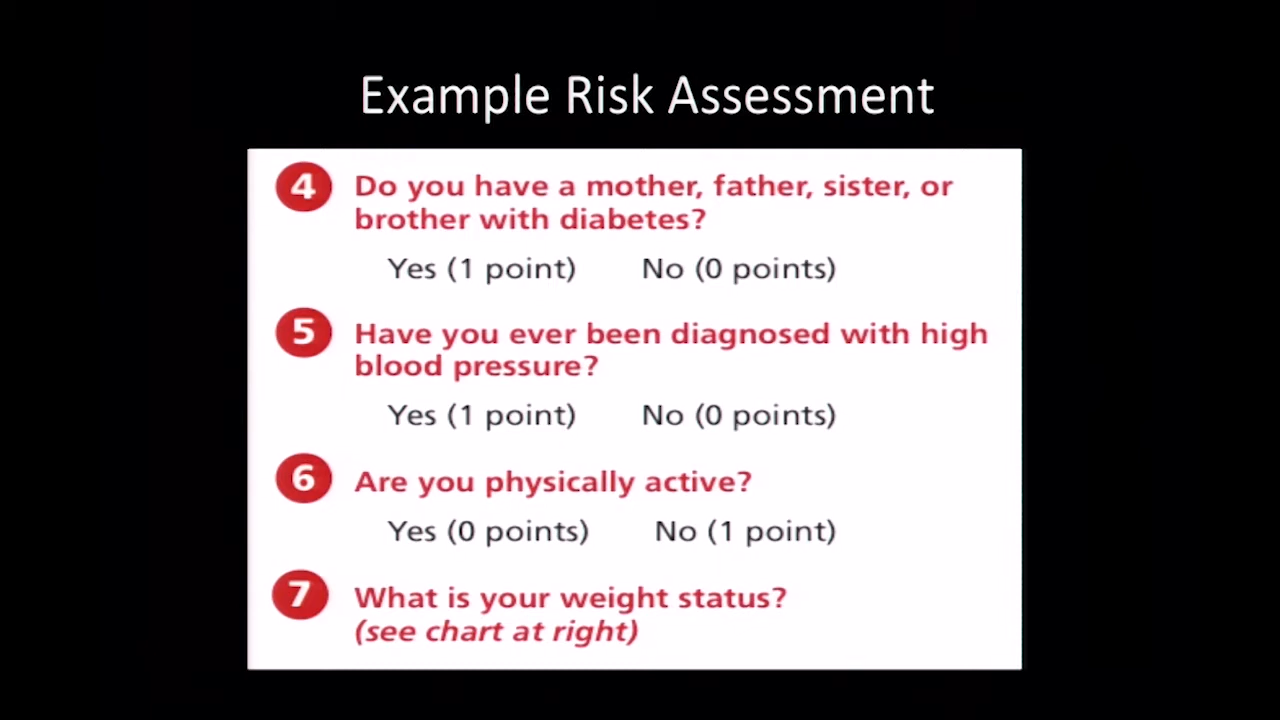 Example Risk Assessment
4 Do you have a mother, father, sister, or
brother with diabetes?
Yes (1 point) No (0 points)
5 Have you ever been diagnosed with high
blood pressure?
Yes (1 point) No (0 points)
6 Are you physically active?
Yes (0 points) No (1 point)
7 What is your weight status?
(see chart at right)